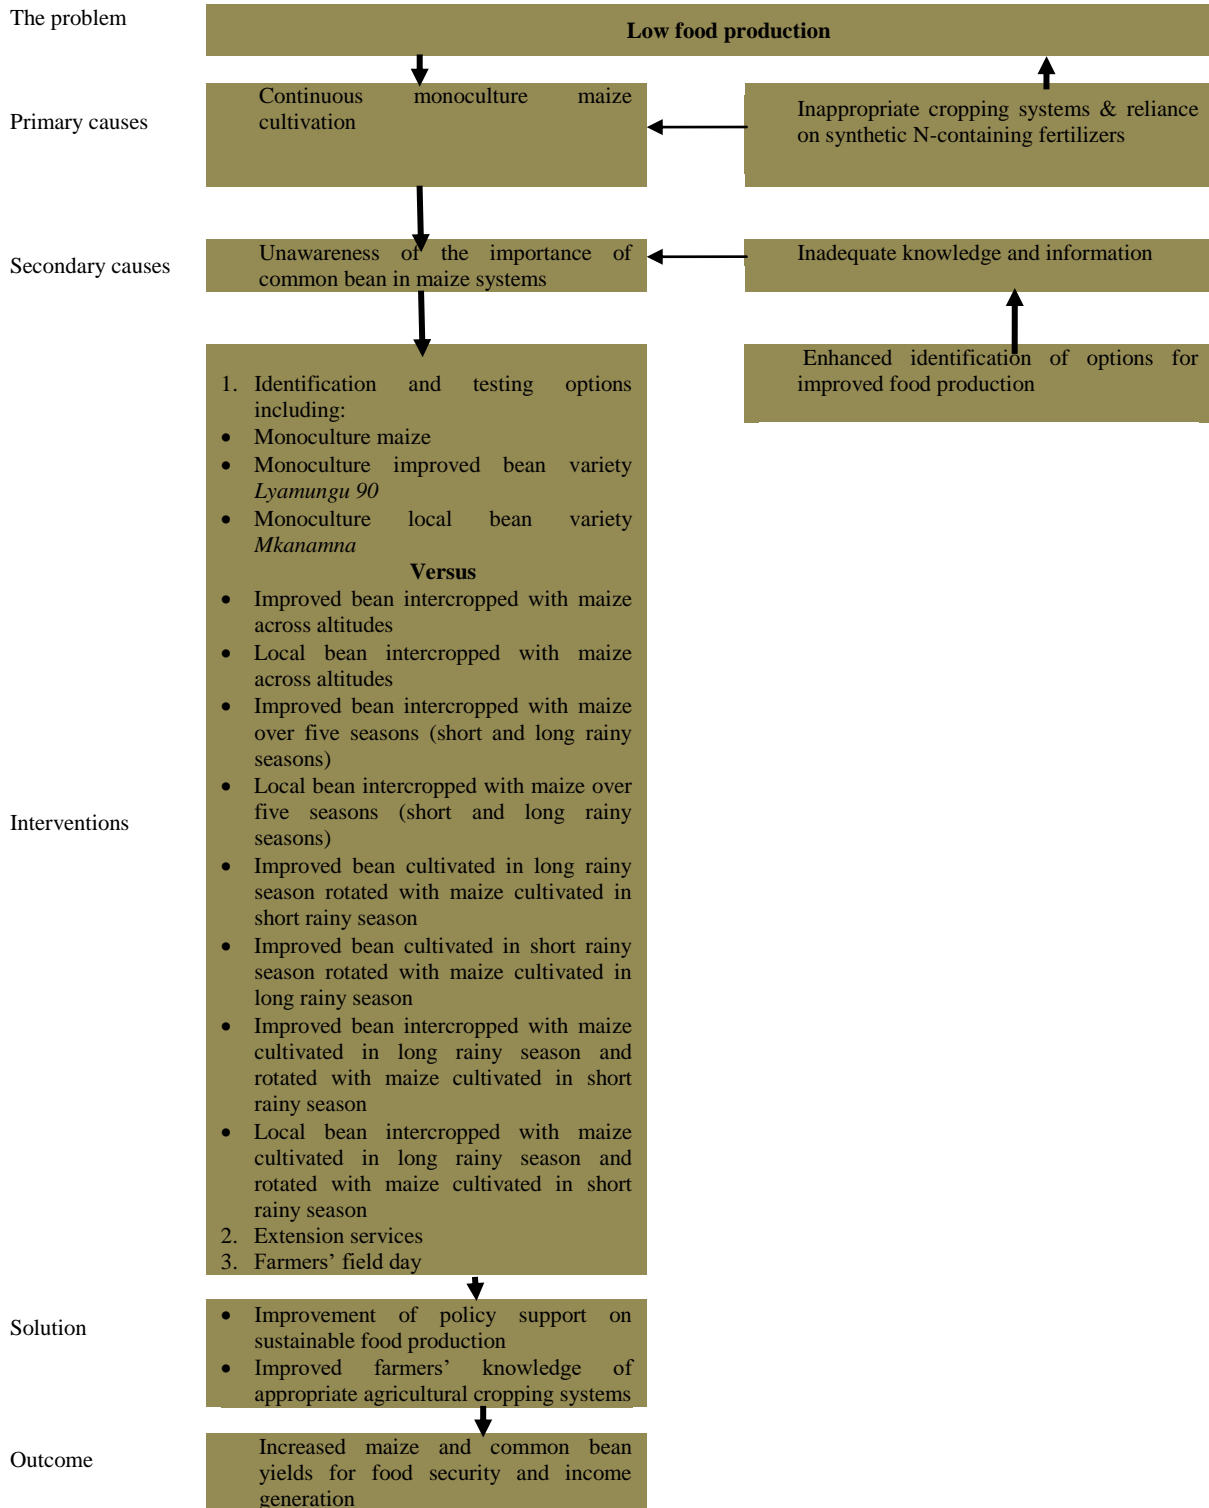 The problem
Low food production
Primary causes
Continuous monoculture maize
cultivation
Inappropriate cropping systems & reliance
on synthetic N-containing fertilizers
Secondary causes
Unawareness of the importance of
common bean in maize systems
Inadequate knowledge and information
Enhanced identification of options for
improved food production
Interventions
1. Identification and testing options
including:
• Monoculture maize
• Monoculture improved bean variety
Lyamungu 90
• Monoculture local bean variety
Mkanamna
Versus
• Improved bean intercropped with maize
across altitudes
• Local bean intercropped with maize
across altitudes
• Improved bean intercropped with maize
over five seasons (short and long rainy
seasons)
• Local bean intercropped with maize over
five seasons (short and long rainy
seasons)
• Improved bean cultivated in long rainy
season rotated with maize cultivated in
short rainy season
• Improved bean cultivated in short rainy
season rotated with maize cultivated in
long rainy season
• Improved bean intercropped with maize
cultivated in long rainy season and
rotated with maize cultivated in short
rainy season
• Local bean intercropped with maize
cultivated in long rainy season and
rotated with maize cultivated in short
rainy season
2. Extension services
3. Farmers’ field day
Solution
• Improvement of policy support on
sustainable food production
• Improved farmers’ knowledge of
appropriate agricultural cropping systems
Outcome
Increased maize and common bean
yields for food security and income
generation